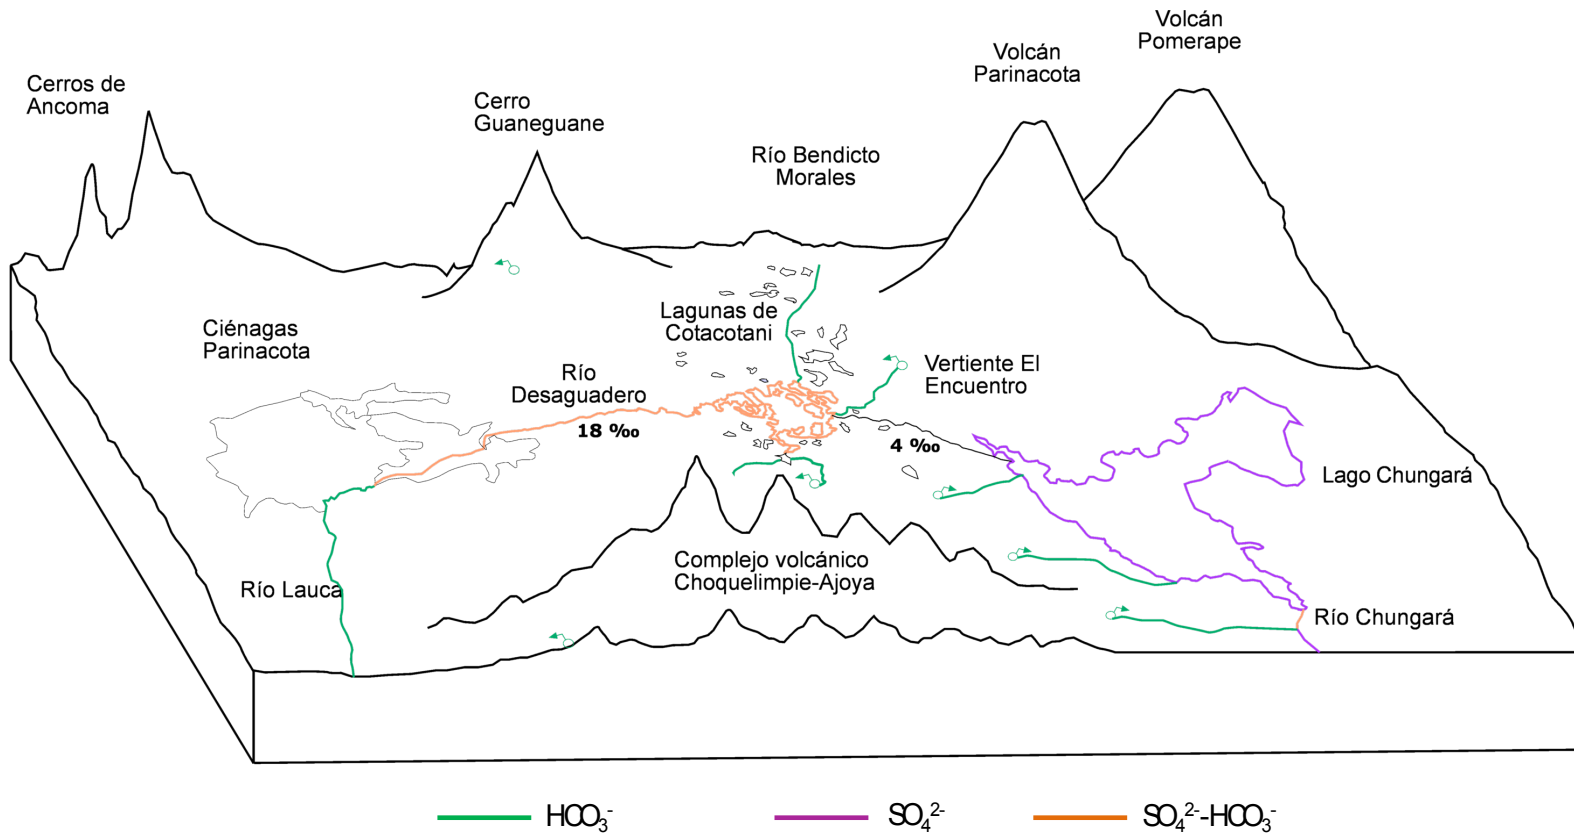 Volcán
Pomerape
Volcán
Parinacota
Cerros de
Ancoma
Cerro
Guaneguane
Río Bendicto
Morales
Lagunas de
Cotacotani
Ciénagas
Parinacota
Río
Desaguadero
18 ‰
Vertiente El
Encuentro
4 ‰
Lago Chungará
Complejo volcánico
Choquelimpie-Ajoya
Río Lauca
Río Chungará
HCO₃⁻
SO₄²⁻
SO₄²⁻-HCO₃⁻